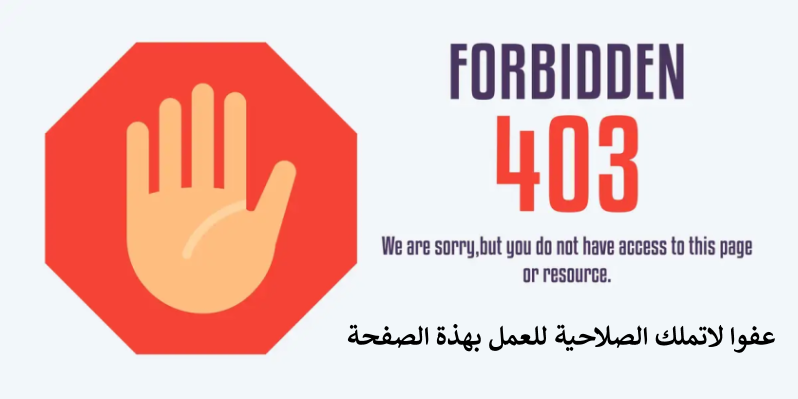 FORBIDDEN
403
We are sorry,but you do not have access to this page
or resource.
عفوا لاتملك الصلاحية للعمل بهذة الصفحة